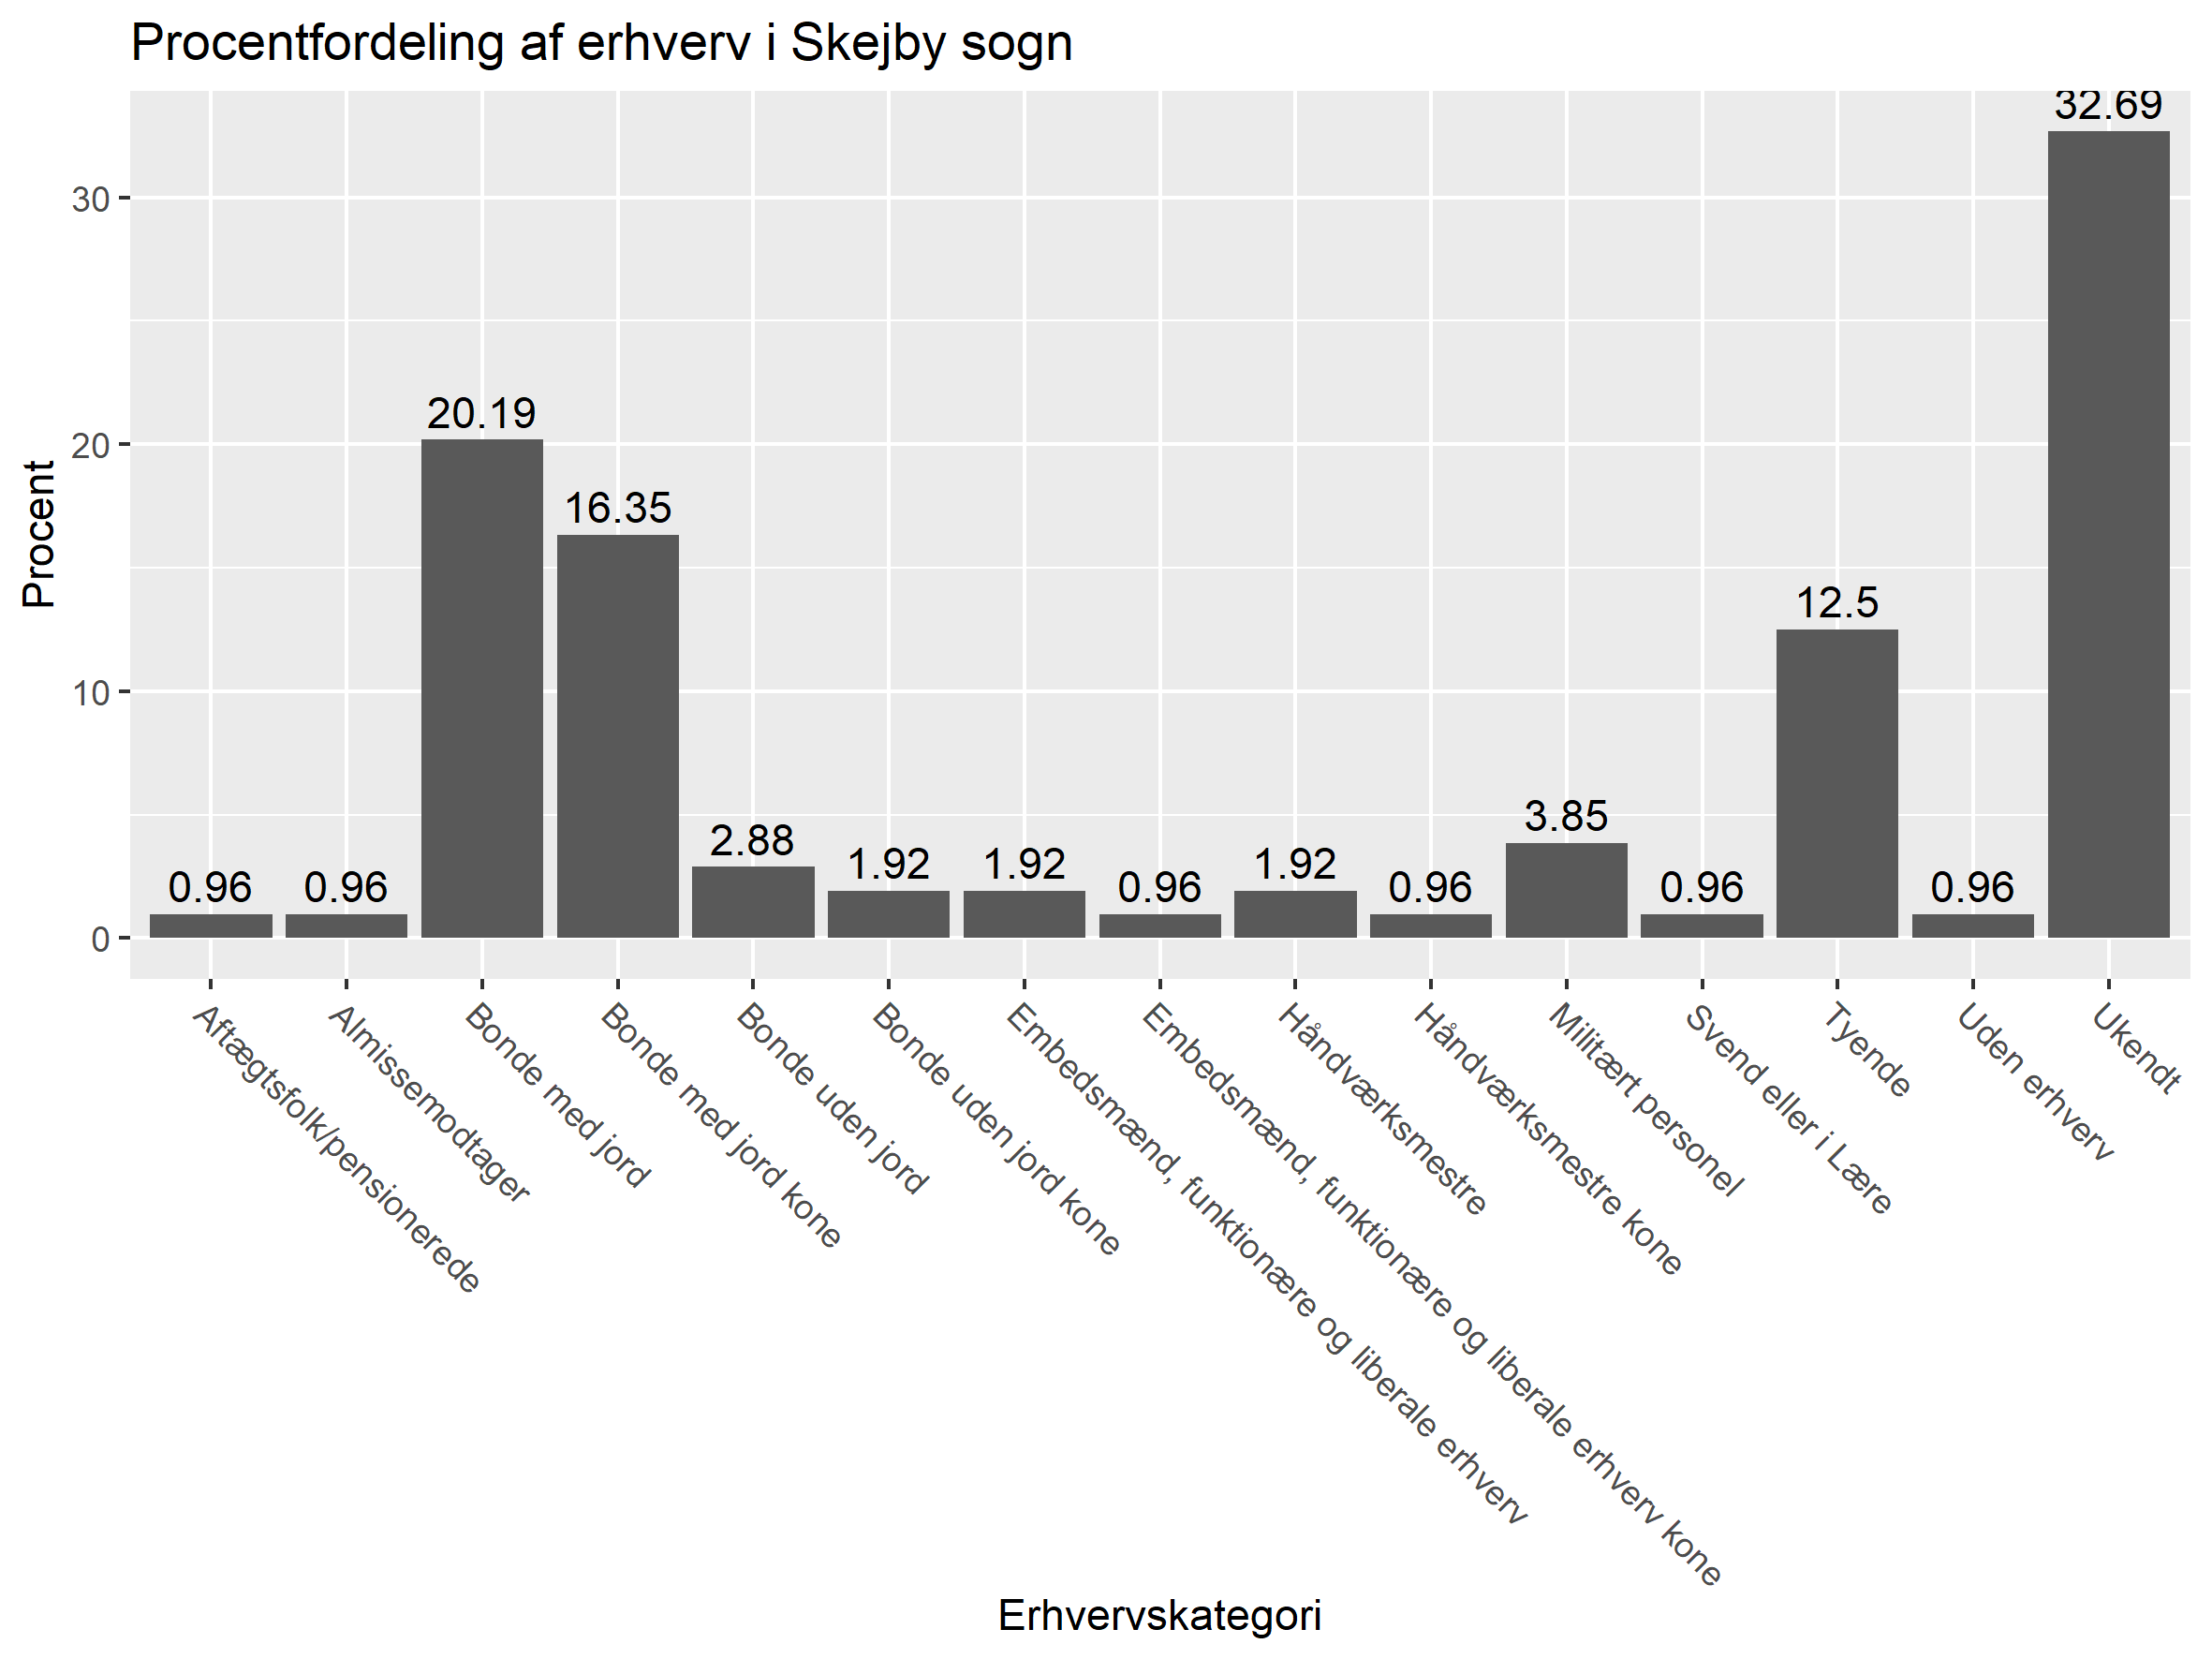 Procentfordeling af erhverv i Skejby sogn
Procent
30
20
10
0
0.96
0.96
20.19
16.35
2.88
1.92
1.92
0.96
1.92
0.96
3.85
0.96
12.5
0.96
32.69
Aftægtsfolk/pensionerede
Almissemodtager
Bonde med jord
Bonde med jord kone
Bonde uden jord
Bonde uden jord kone
Embedsmænd, funktionære og liberale erhverv
Embedsmænd, funktionære og liberale erhverv kone
Håndværksmestre
Håndværksmestre kone
Militært personel
Svend eller i Lære
Tyende
Uden erhverv
Ukendt
Erhvervskategori